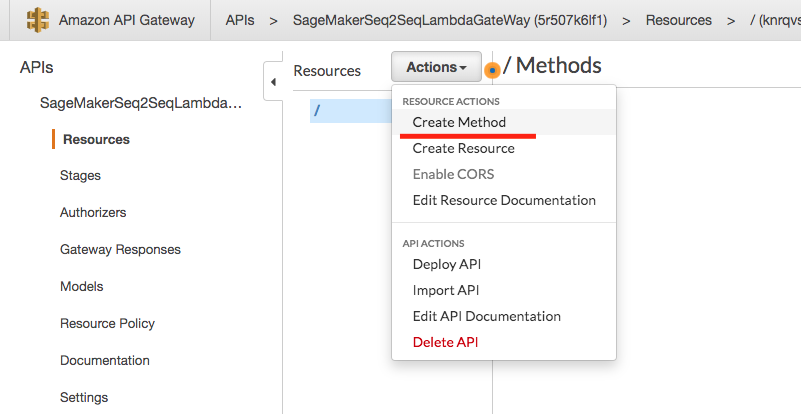 Amazon API Gateway APIs > SageMakerSeq2SeqLambdaGateWay (5r507k6lf1) > Resources > / (knrqvs
APIs
SageMakerSeq2SeqLambda...
Resources
Stages
Authorizers
Gateway Responses
Models
Resource Policy
Documentation
Settings
Resources
/
Actions
RESOURCE ACTIONS
Create Method
Create Resource
Enable CORS
Edit Resource Documentation
API ACTIONS
Deploy API
Import API
Edit API Documentation
Delete API
/ Methods